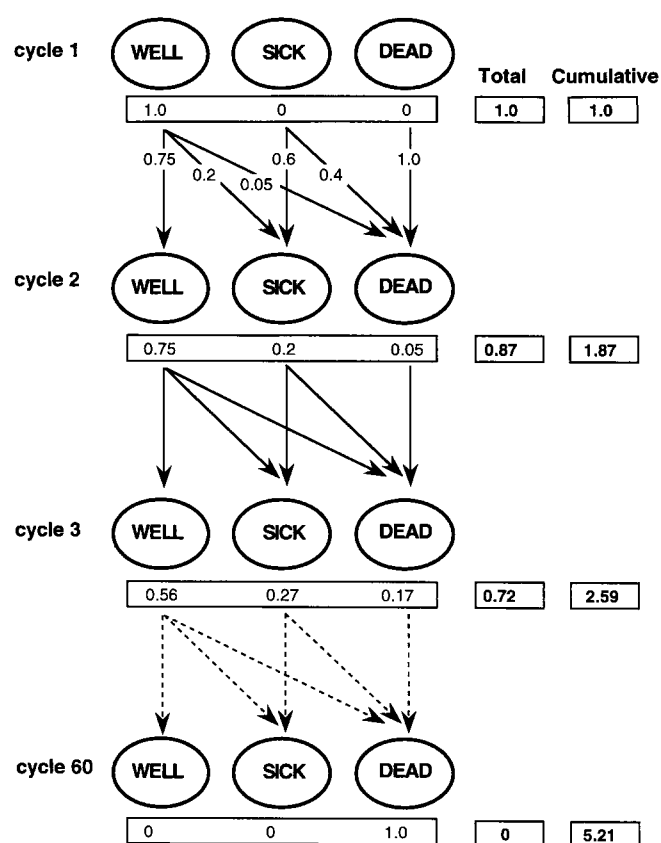 cycle 1 WELL SICK DEAD
Total Cumulative
1.0 0 0 1.0 1.0
0.75 0.2 0.05 0.6 0.4 1.0
cycle 2 WELL SICK DEAD
0.75 0.2 0.05 0.87 1.87
cycle 3 WELL SICK DEAD
0.56 0.27 0.17 0.72 2.59
cycle 60 WELL SICK DEAD
0 0 1.0 0 5.21